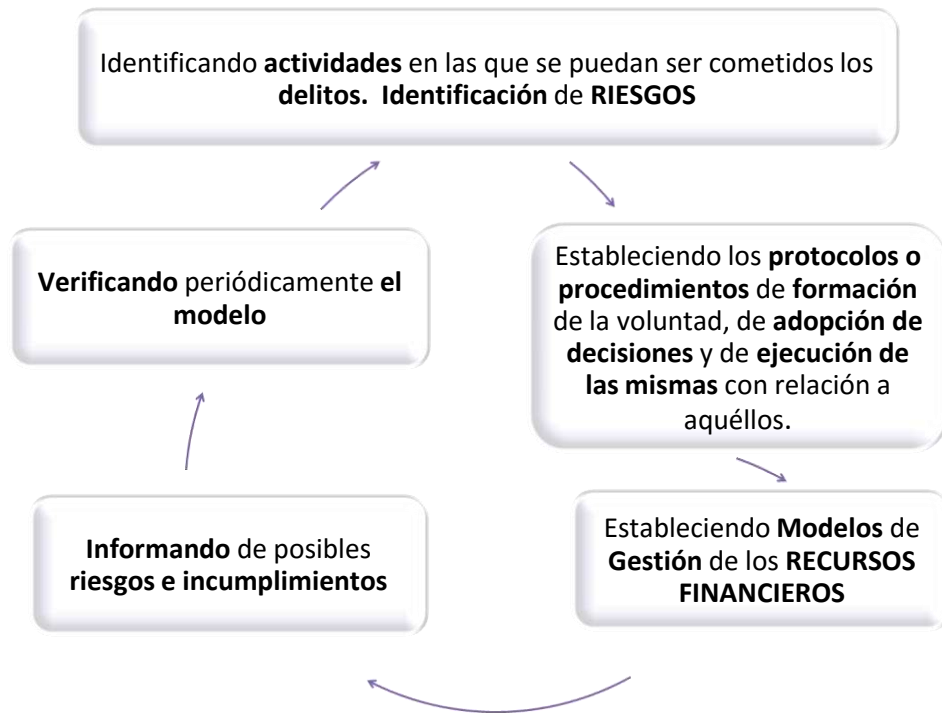 Identificando actividades en las que se puedan ser cometidos los
delitos. Identificación de RIESGOS
Estableciendo los protocolos o
procedimientos de formación
de la voluntad, de adopción de
decisiones y de ejecución de
las mismas con relación a
aquéllos.
Estableciendo Modelos de
Gestión de los RECURSOS
FINANCIEROS
Informando de posibles
riesgos e incumplimientos
Verificando periódicamente el
modelo